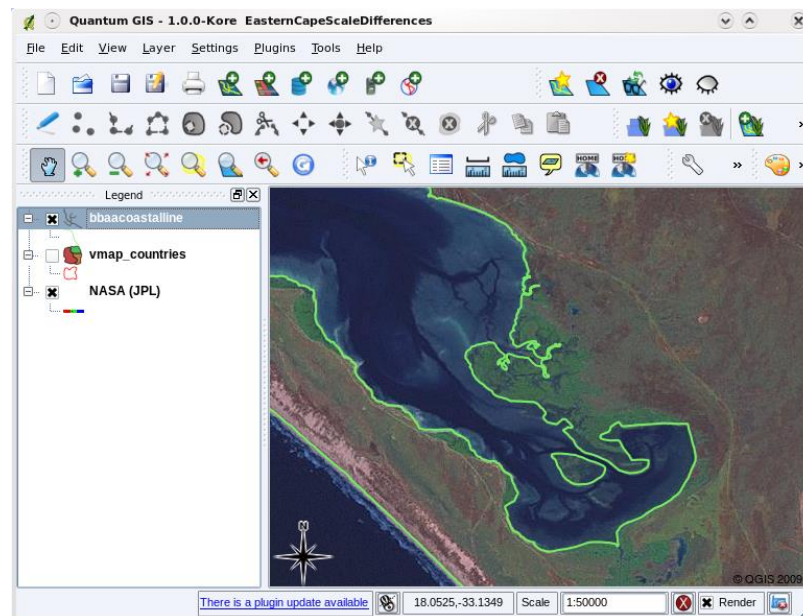 Quantum GIS - 1.0.0-Kore EasternCapeScaleDifferences
File Edit View Layer Settings Plugins Tools Help
Legend
bbaacoastalline
vmap_countries
NASA (JPL)
© QGIS 2009
There is a plugin update available 18.0525,-33.1349 Scale 1:50000 Render